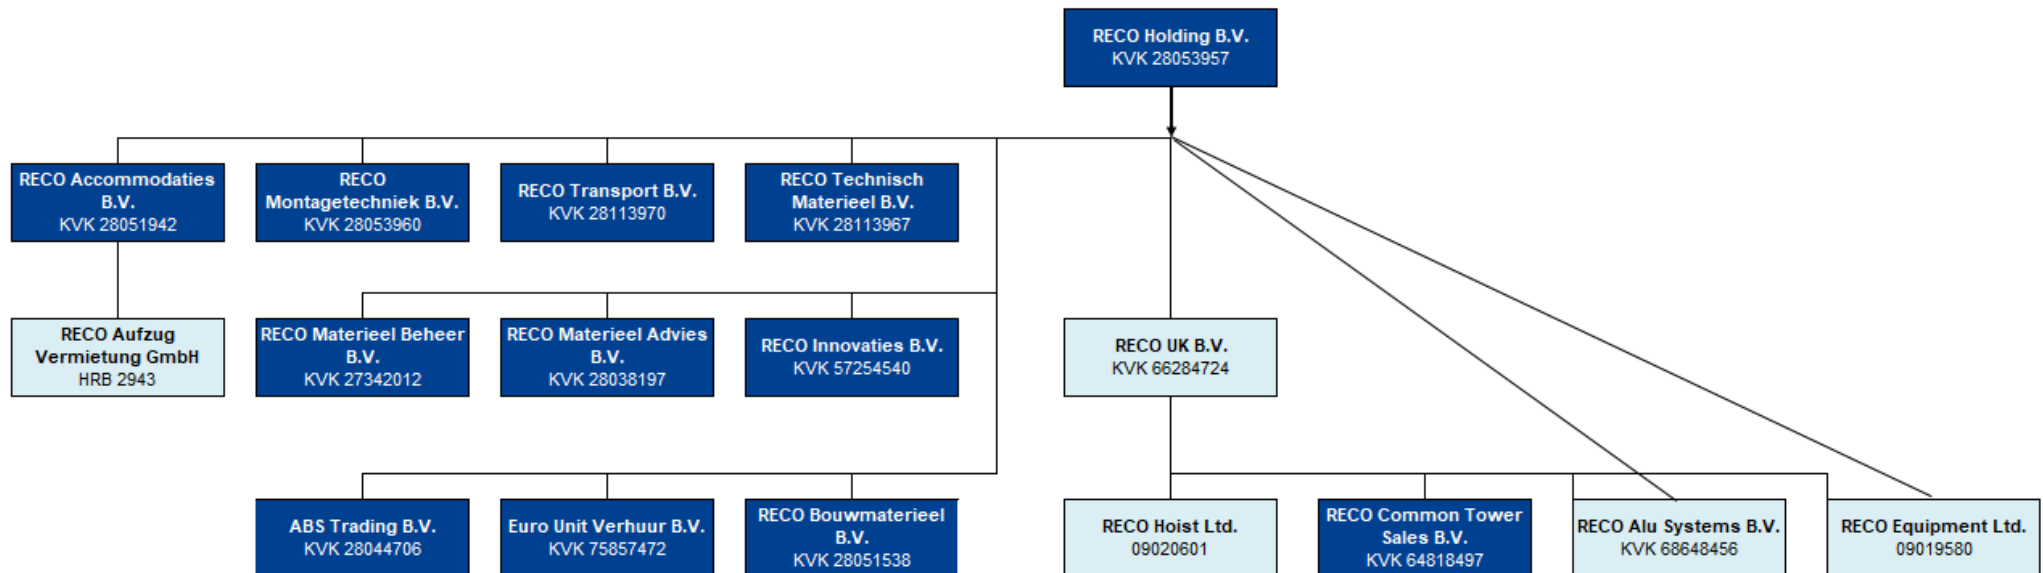 RECO Holding B.V.
KVK 28053957
RECO Accommodaties
B.V.
KVK 28051942
RECO
Montagetechniek B.V.
KVK 28053960
RECO Transport B.V.
KVK 28113970
RECO Technisch
Materieel B.V.
KVK 28113967
RECO Aufzug
Vermietung GmbH
HRB 2943
RECO Materieel Beheer
B.V.
KVK 27342012
RECO Materieel Advies
B.V.
KVK 28038197
RECO Innovaties B.V.
KVK 57254540
RECO UK B.V.
KVK 66284724
ABS Trading B.V.
KVK 28044706
Euro Unit Verhuur B.V.
KVK 75857472
RECO Bouwmaterieel
B.V.
KVK 28051538
RECO Hoist Ltd.
09020601
RECO Common Tower
Sales B.V.
KVK 64818497
RECO Alu Systems B.V.
KVK 68648456
RECO Equipment Ltd.
09019580